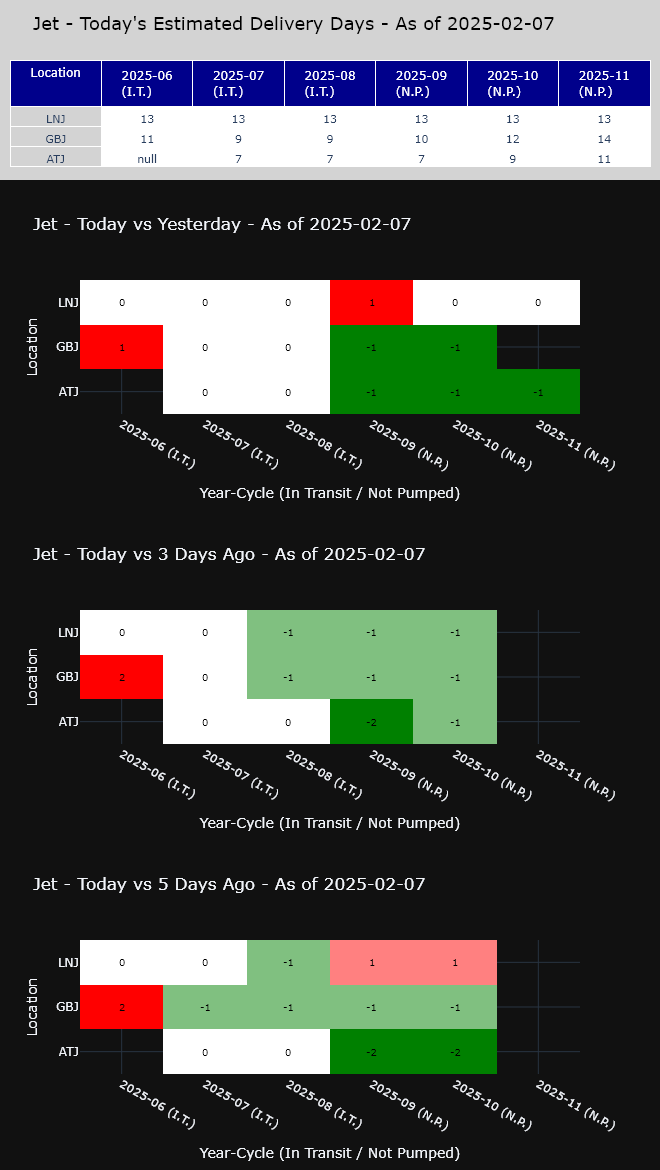 Jet - Today's Estimated Delivery Days - As of 2025-02-07
Location 2025-06 (I.T.) 2025-07 (I.T.) 2025-08 (I.T.) 2025-09 (N.P.) 2025-10 (N.P.) 2025-11 (N.P.)
LNJ 13 13 13 13 13 13
GBJ 11 9 9 10 12 14
ATJ null 7 7 7 9 11
Jet - Today vs Yesterday - As of 2025-02-07
Location
LNJ 0 0 0 1 0 0
GBJ 1 0 0 -1 -1
ATJ 0 0 -1 -1 -1
2025-06 (I.T.) 2025-07 (I.T.) 2025-08 (I.T.) 2025-09 (N.P.) 2025-10 (N.P.) 2025-11 (N.P.)
Year-Cycle (In Transit / Not Pumped)
Jet - Today vs 3 Days Ago - As of 2025-02-07
Location
LNJ 0 0 -1 -1 -1
GBJ 2 0 -1 -1 -1
ATJ 0 0 -2 -1
2025-06 (I.T.) 2025-07 (I.T.) 2025-08 (I.T.) 2025-09 (N.P.) 2025-10 (N.P.) 2025-11 (N.P.)
Year-Cycle (In Transit / Not Pumped)
Jet - Today vs 5 Days Ago - As of 2025-02-07
Location
LNJ 0 0 -1 1 1
GBJ 2 -1 -1 -1 -1
ATJ 0 0 -2 -2
2025-06 (I.T.) 2025-07 (I.T.) 2025-08 (I.T.) 2025-09 (N.P.) 2025-10 (N.P.) 2025-11 (N.P.)
Year-Cycle (In Transit / Not Pumped)